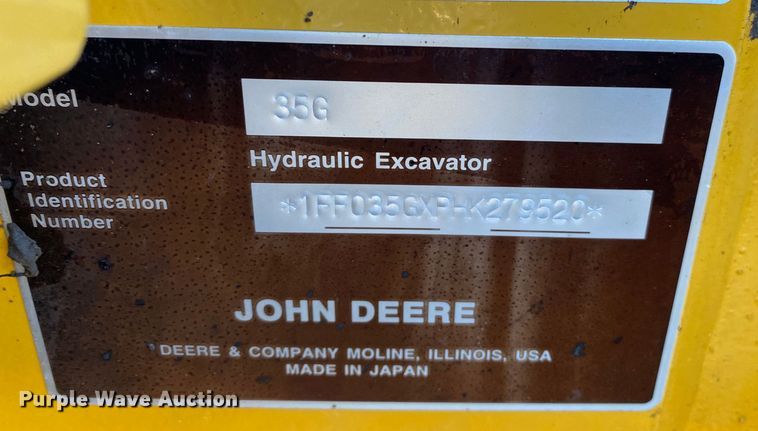 Model
35G
Hydraulic Excavator
Product
Identification
Number
*1FF035GXPHK279520*
JOHN DEERE
DEERE & COMPANY MOLINE, ILLINOIS, USA
MADE IN JAPAN
Purple Wave Auction